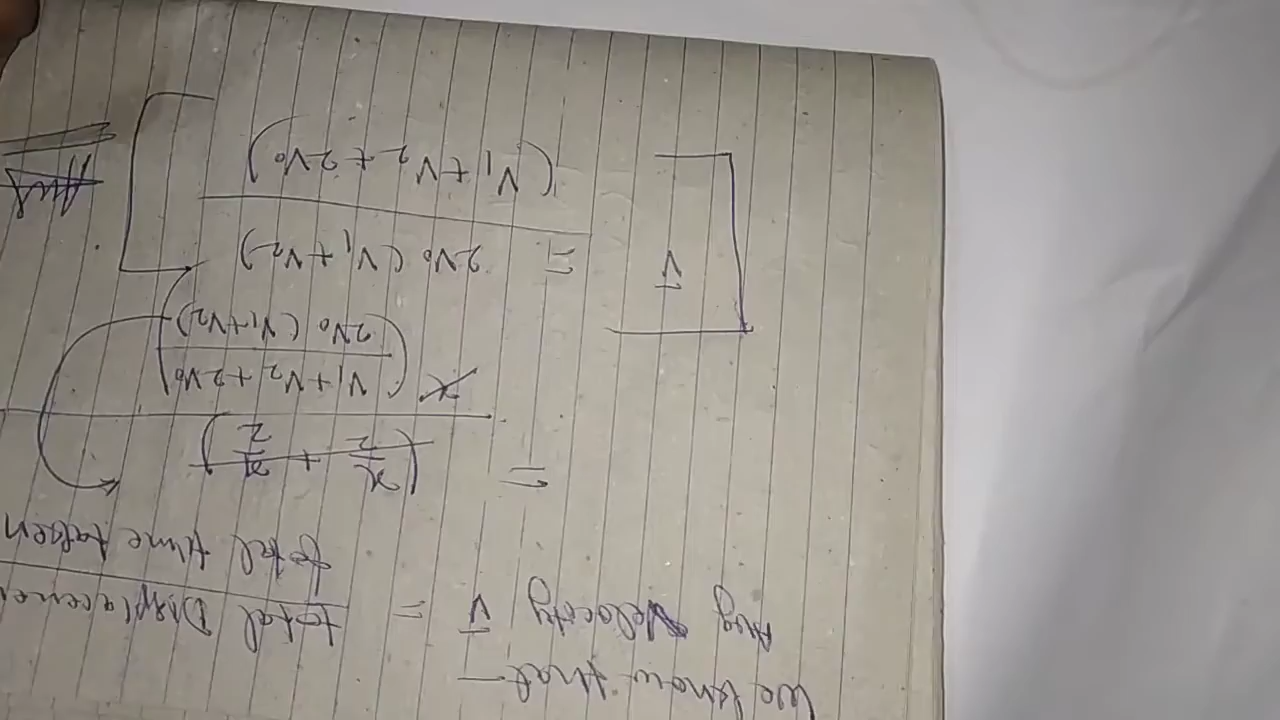 We know that —
Avg velocity v̄ = total Displacemen
total time taken
= (x/2 + x/2)
x (V₁ + V₂ + 2V₀
2V₀ (V₁+V₂))
v̄ = 2V₀ (V₁ + V₂)
(V₁ + V₂ + 2V₀)
Ans